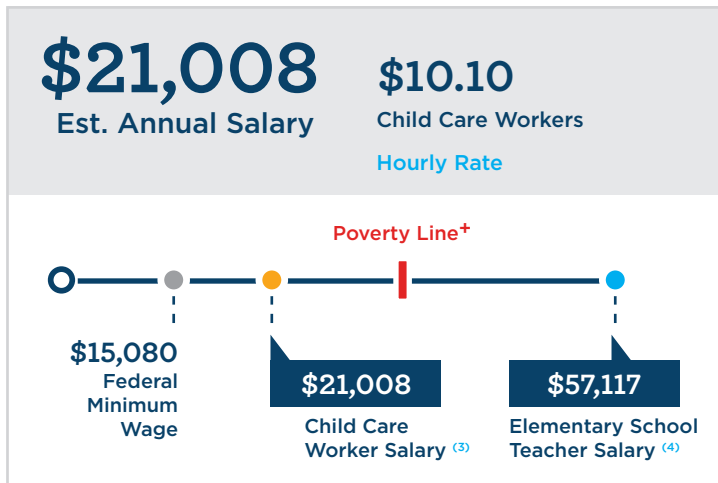 $21,008
Est. Annual Salary
$10.10
Child Care Workers
Hourly Rate
Poverty Line+
$15,080
Federal
Minimum
Wage
$21,008
Child Care
Worker Salary (3)
$57,117
Elementary School
Teacher Salary (4)